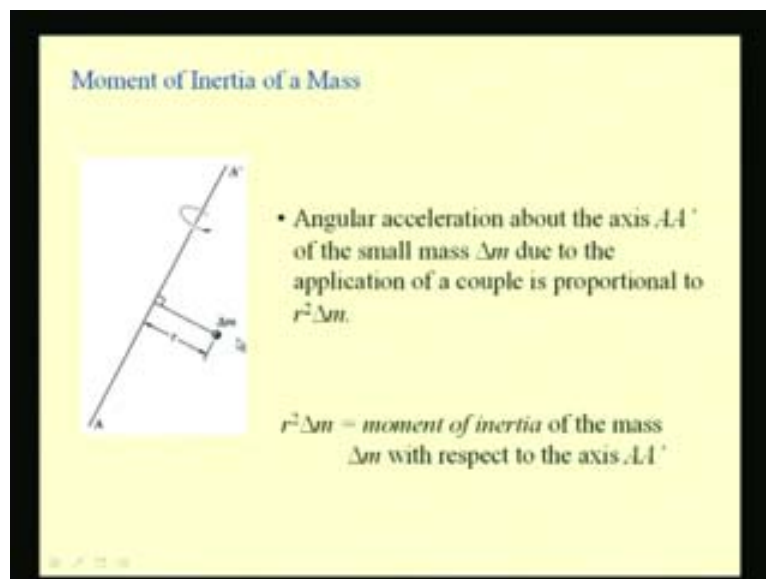 Moment of Inertia of a Mass
A'
• Angular acceleration about the axis AA'
of the small mass Δm due to the
application of a couple is proportional to
r²Δm.
Δm
r
A
r²Δm = moment of inertia of the mass
Δm with respect to the axis AA'